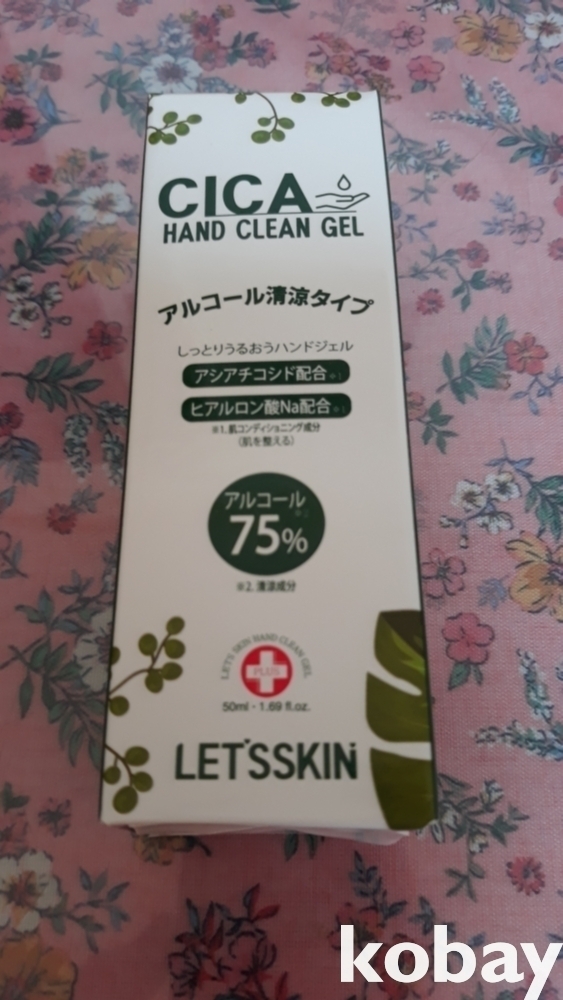 CICA
HAND CLEAN GEL
アルコール清涼タイプ
しっとりうるおうハンドジェル
アシアチコシド配合※1
ヒアルロン酸Na配合※1
※1. 肌コンディショニング成分
(肌を整える)
アルコール
※2
75%
※2. 清涼成分
LET'S SKIN HAND CLEAN GEL
PLUS
50ml・1.69 fl.oz.
LET'SSKIN
kobay